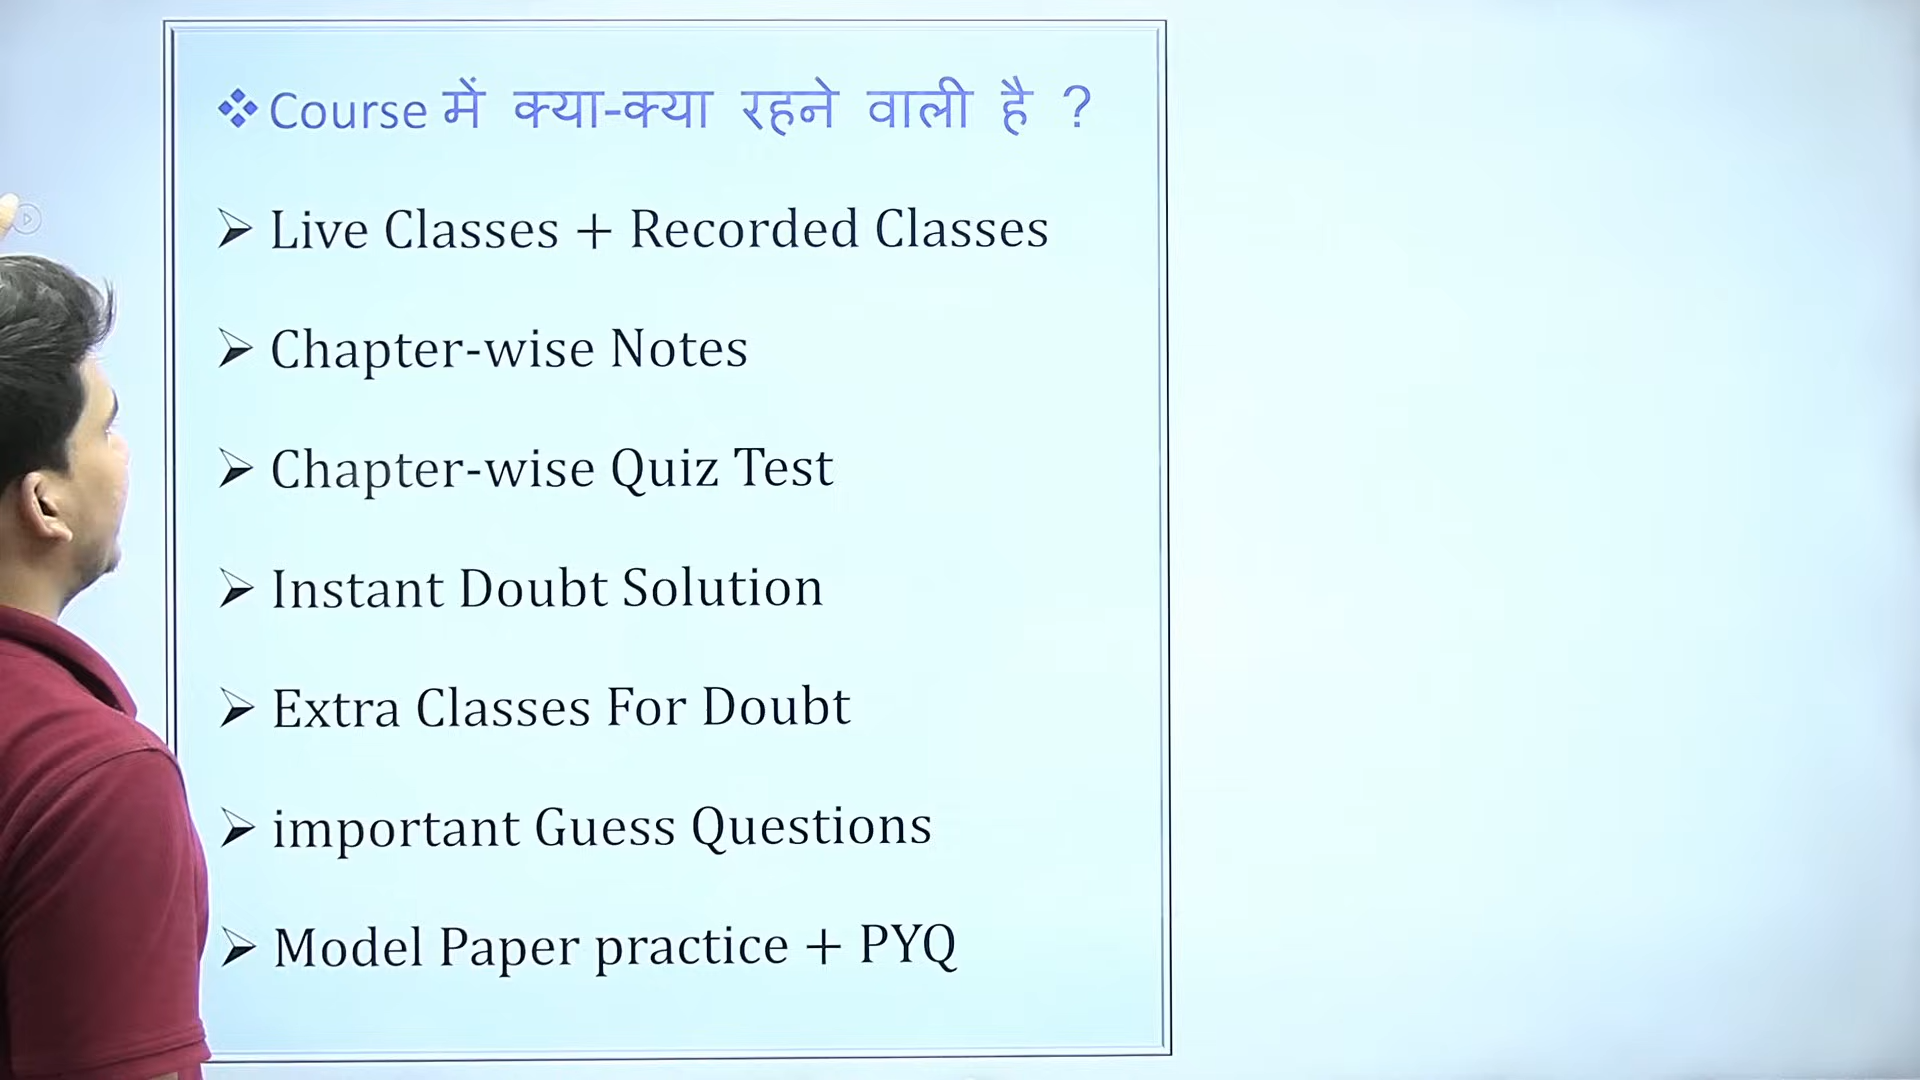 ❖Course में क्या-क्या रहने वाली है ?
➢ Live Classes + Recorded Classes
➢ Chapter-wise Notes
➢ Chapter-wise Quiz Test
➢ Instant Doubt Solution
➢ Extra Classes For Doubt
➢ important Guess Questions
➢ Model Paper practice + PYQ